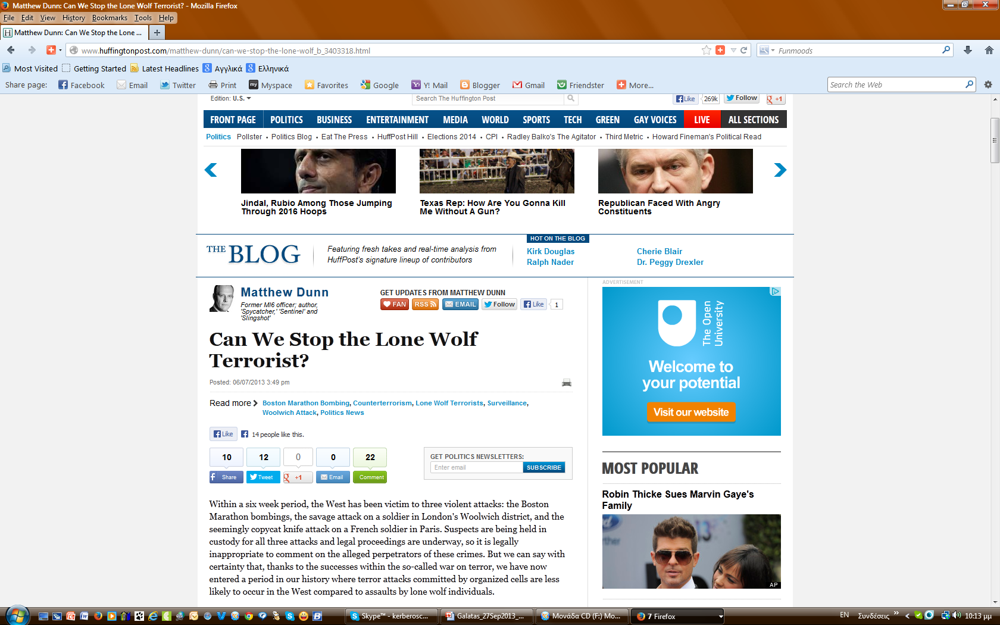 Matthew Dunn: Can We Stop the Lone Wolf Terrorist? - Mozilla Firefox
File Edit View History Bookmarks Tools Help
Matthew Dunn: Can We Stop the Lone ...
www.huffingtonpost.com/matthew-dunn/can-we-stop-the-lone-wolf_b_3403318.html
Funmoods
Most Visited Getting Started Latest Headlines Αγγλικά Ελληνικά
Share page: Facebook Email Twitter Print Myspace Favorites Google Y! Mail Blogger Gmail Friendster More...
Search the Web
Edition: U.S.
Search The Huffington Post
Like 269k Follow +1
FRONT PAGE POLITICS BUSINESS ENTERTAINMENT MEDIA WORLD SPORTS TECH GREEN GAY VOICES LIVE ALL SECTIONS
Politics Pollster • Politics Blog • Eat The Press • HuffPost Hill • Elections 2014 • CPI • Radley Balko's The Agitator • Third Metric • Howard Fineman's Political Read
Jindal, Rubio Among Those Jumping
Through 2016 Hoops
Texas Rep: How Are You Gonna Kill
Me Without A Gun?
Republican Faced With Angry
Constituents
THE BLOG
Featuring fresh takes and real-time analysis from
HuffPost's signature lineup of contributors
HOT ON THE BLOG
Kirk Douglas
Ralph Nader
Cherie Blair
Dr. Peggy Drexler
Matthew Dunn
Former MI6 officer; author,
'Spycatcher,' 'Sentinel' and
'Slingshot'
GET UPDATES FROM MATTHEW DUNN
FAN RSS EMAIL Follow Like 1
Can We Stop the Lone Wolf
Terrorist?
Posted: 06/07/2013 3:49 pm
Read more Boston Marathon Bombing, Counterterrorism, Lone Wolf Terrorists, Surveillance,
Woolwich Attack, Politics News
Like 14 people like this.
10 12 0 0 22
Share Tweet +1 Email Comment
GET POLITICS NEWSLETTERS:
Enter email SUBSCRIBE
Within a six week period, the West has been victim to three violent attacks: the Boston
Marathon bombings, the savage attack on a soldier in London's Woolwich district, and the
seemingly copycat knife attack on a French soldier in Paris. Suspects are being held in
custody for all three attacks and legal proceedings are underway, so it is legally
inappropriate to comment on the alleged perpetrators of these crimes. But we can say with
certainty that, thanks to the successes within the so-called war on terror, we have now
entered a period in our history where terror attacks committed by organized cells are less
likely to occur in the West compared to assaults by lone wolf individuals.
ADVERTISEMENT
The Open
University
Welcome to
your potential
Visit our website
MOST POPULAR
Robin Thicke Sues Marvin Gaye's
Family
AP
Skype™ - kerberosc... Galatas_27Sep2013_... Μονάδα CD (F:) Mo... 7 Firefox
EN Συνδέσεις » 10:13 μμ